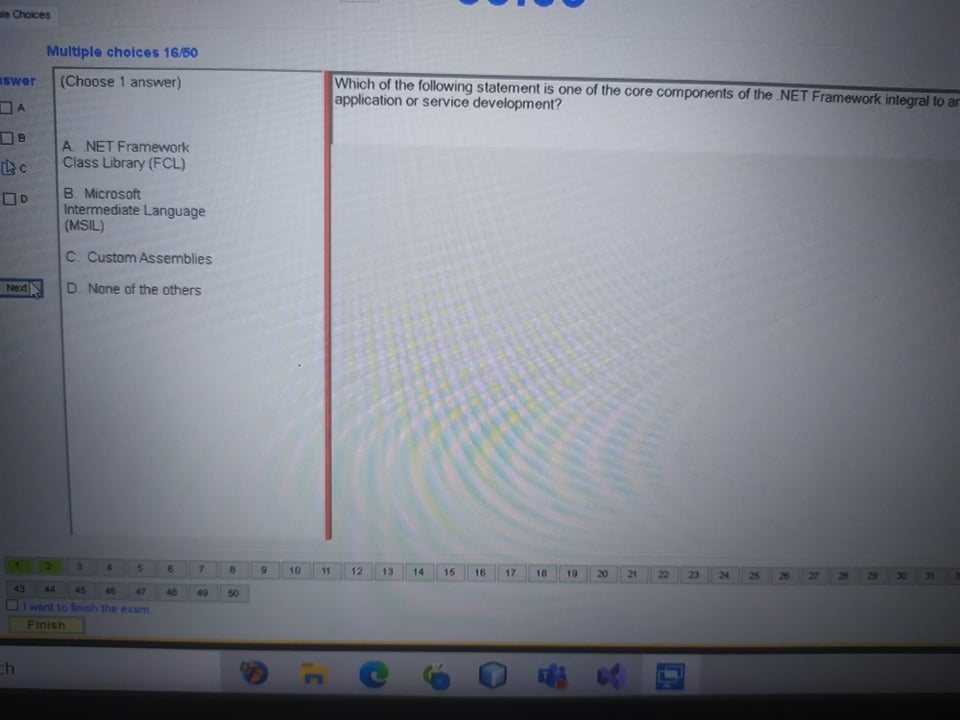 Choices
Multiple choices 16/50
(Choose 1 answer)
A
B
C
D
Next
A. .NET Framework
Class Library (FCL)
B. Microsoft
Intermediate Language
(MSIL)
C. Custom Assemblies
D. None of the others
Which of the following statement is one of the core components of the .NET Framework integral to
application or service development?
1 2 3 4 5 6 7 8 9 10 11 12 13 14 15 16 17 18 19 20 21 22 23 24 25 26 27 28 29 30 31
43 44 45 46 47 48 49 50
I want to finish the exam.
Finish